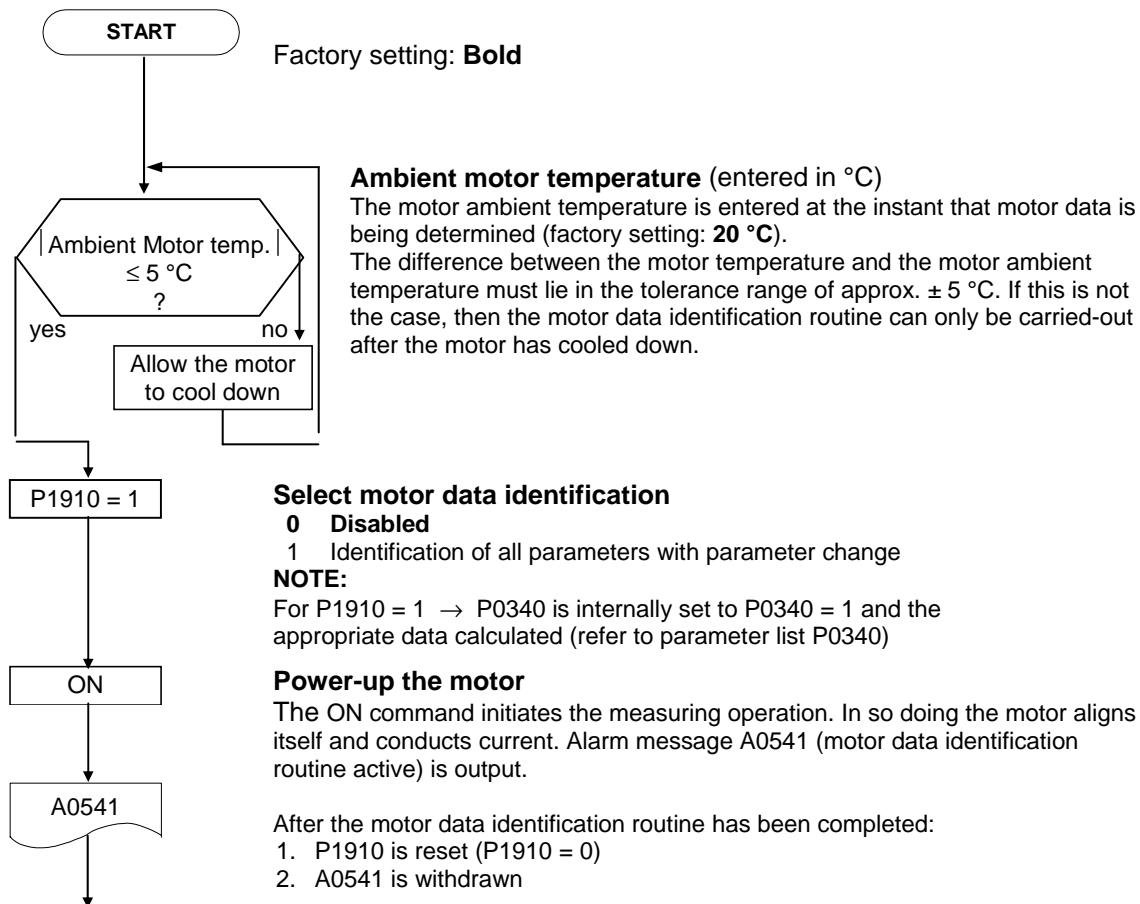 START
Factory setting: Bold
Ambient motor temperature (entered in °C)
The motor ambient temperature is entered at the instant that motor data is
being determined (factory setting: 20 °C).
The difference between the motor temperature and the motor ambient
temperature must lie in the tolerance range of approx. ± 5 °C. If this is not
the case, then the motor data identification routine can only be carried-out
after the motor has cooled down.
| Ambient Motor temp. |
≤ 5 °C
?
yes
no
Allow the motor
to cool down
P1910 = 1
Select motor data identification
0 Disabled
1 Identification of all parameters with parameter change
NOTE:
For P1910 = 1 → P0340 is internally set to P0340 = 1 and the
appropriate data calculated (refer to parameter list P0340)
ON
Power-up the motor
The ON command initiates the measuring operation. In so doing the motor aligns
itself and conducts current. Alarm message A0541 (motor data identification
routine active) is output.
A0541
After the motor data identification routine has been completed:
1. P1910 is reset (P1910 = 0)
2. A0541 is withdrawn